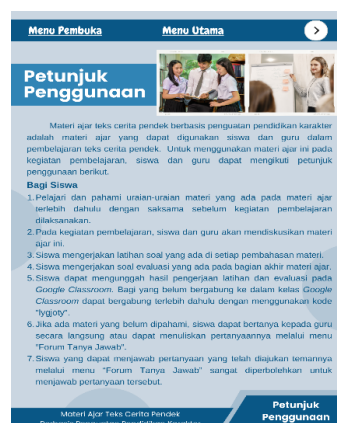 Menu Pembuka
Menu Utama
Petunjuk
Penggunaan
Materi ajar teks cerita pendek berbasis penguatan pendidikan karakter
adalah materi ajar yang dapat digunakan siswa dan guru dalam
pembelajaran teks cerita pendek. Untuk menggunakan materi ajar ini pada
kegiatan pembelajaran, siswa dan guru dapat mengikuti petunjuk
penggunaan berikut.
Bagi Siswa
1. Pelajari dan pahami uraian-uraian materi yang ada pada materi ajar
terlebih dahulu dengan saksama sebelum kegiatan pembelajaran
dilaksanakan.
2. Pada kegiatan pembelajaran, siswa dan guru akan mendiskusikan materi
ajar ini.
3. Siswa mengerjakan latihan soal yang ada di setiap pembahasan materi.
4. Siswa mengerjakan soal evaluasi yang ada pada bagian akhir materi ajar.
5. Siswa dapat mengunggah hasil pengerjaan latihan dan evaluasi pada
Google Classroom. Bagi yang belum bergabung ke dalam kelas Google
Classroom dapat bergabung terlebih dahulu dengan menggunakan kode
"lygjoty".
6. Jika ada materi yang belum dipahami, siswa dapat bertanya kepada guru
secara langsung atau dapat menuliskan pertanyaannya melalui menu
"Forum Tanya Jawab".
7. Siswa yang dapat menjawab pertanyaan yang telah diajukan temannya
melalui menu "Forum Tanya Jawab" sangat diperbolehkan untuk
menjawab pertanyaan tersebut.
Materi Ajar Teks Cerita Pendek
Berbasis Penguatan Pendidikan Karakter
Petunjuk
Penggunaan